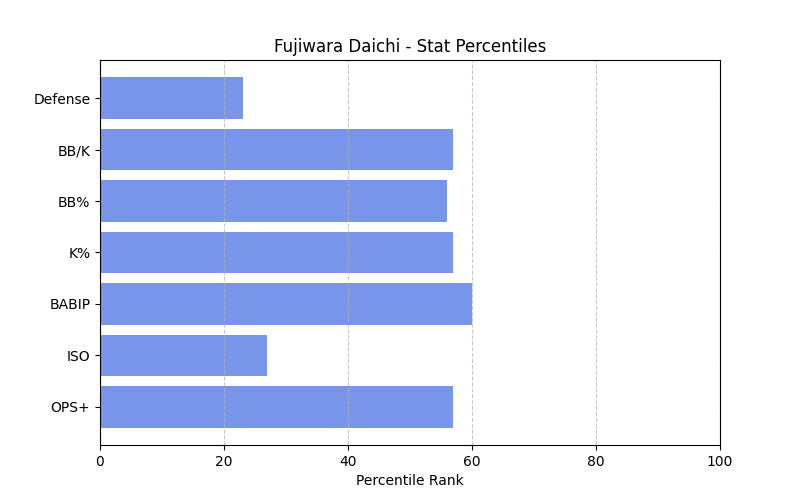 Fujiwara Daichi - Stat Percentiles
Defense
BB/K
BB%
K%
BABIP
ISO
OPS+
0 20 40 60 80 100
Percentile Rank